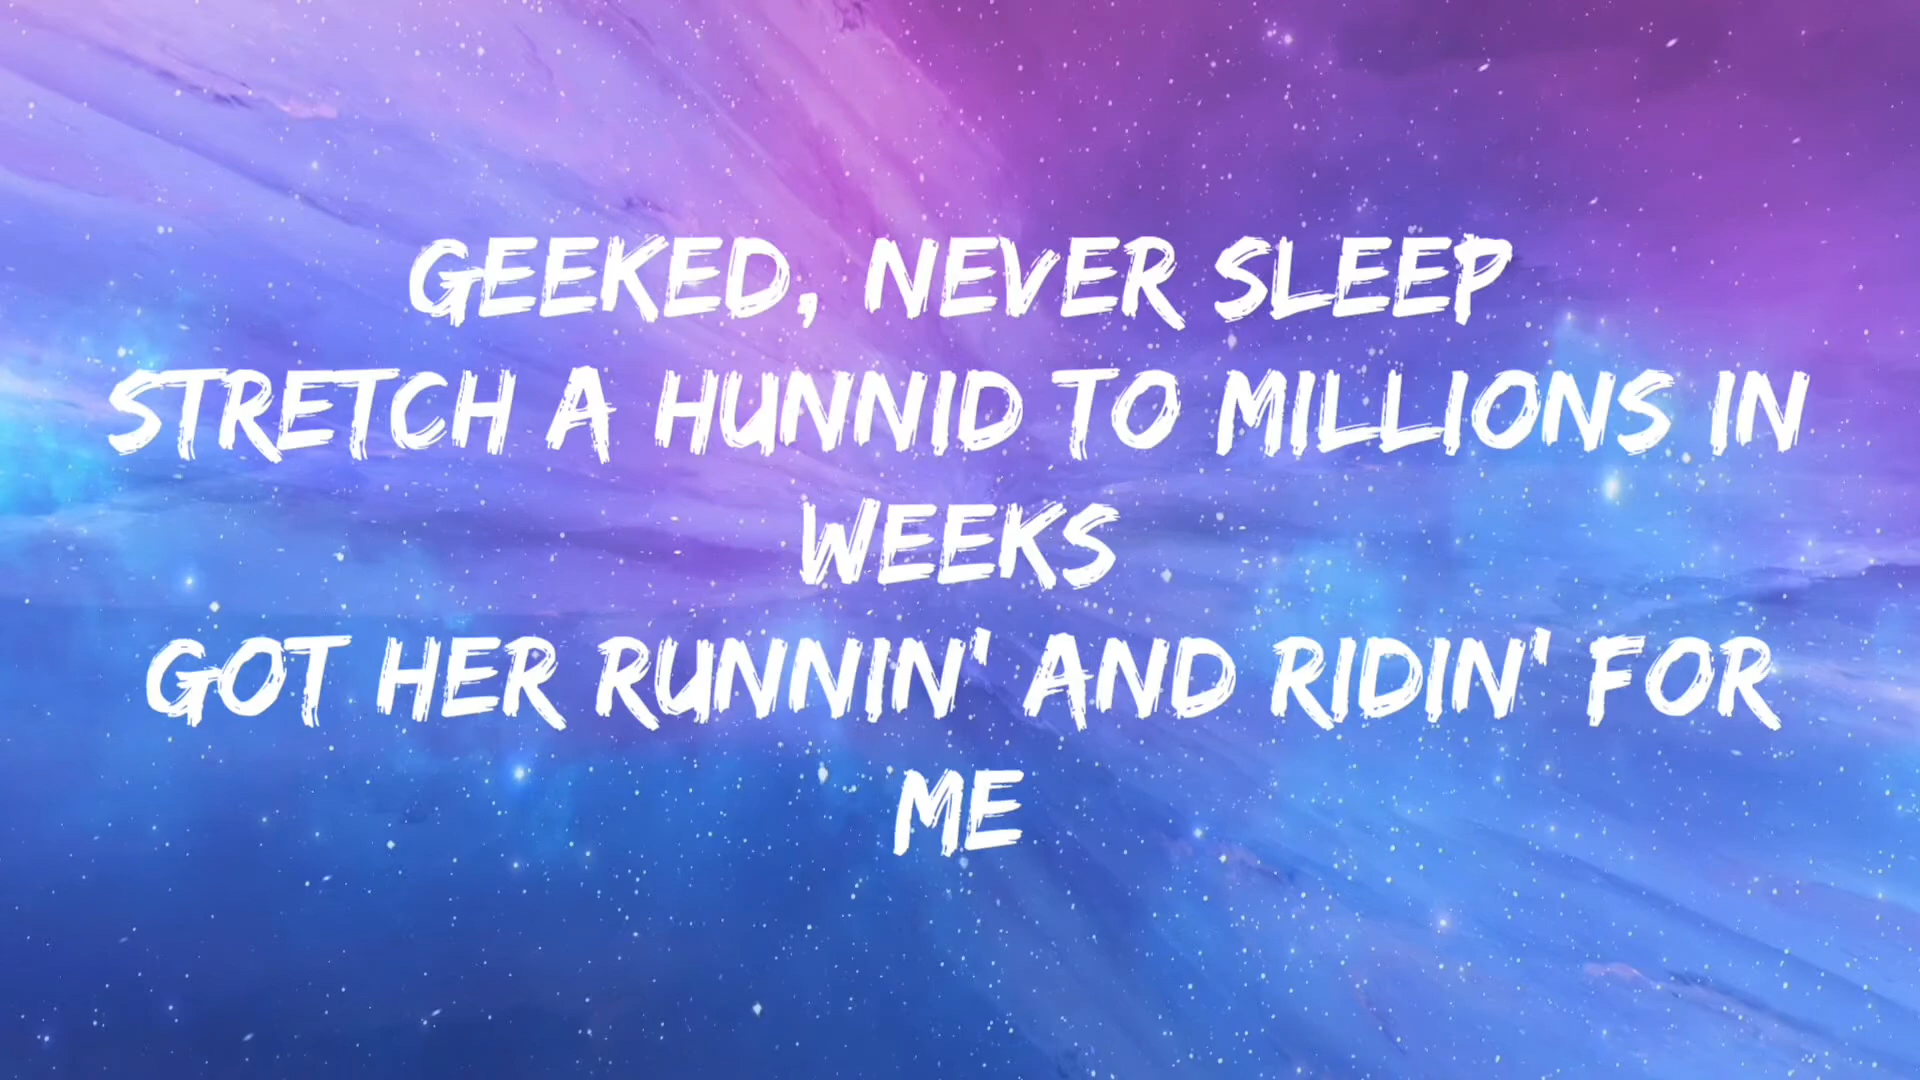 GEEKED, NEVER SLEEP
STRETCH A HUNNID TO MILLIONS IN
WEEKS
GOT HER RUNNIN' AND RIDIN' FOR
ME